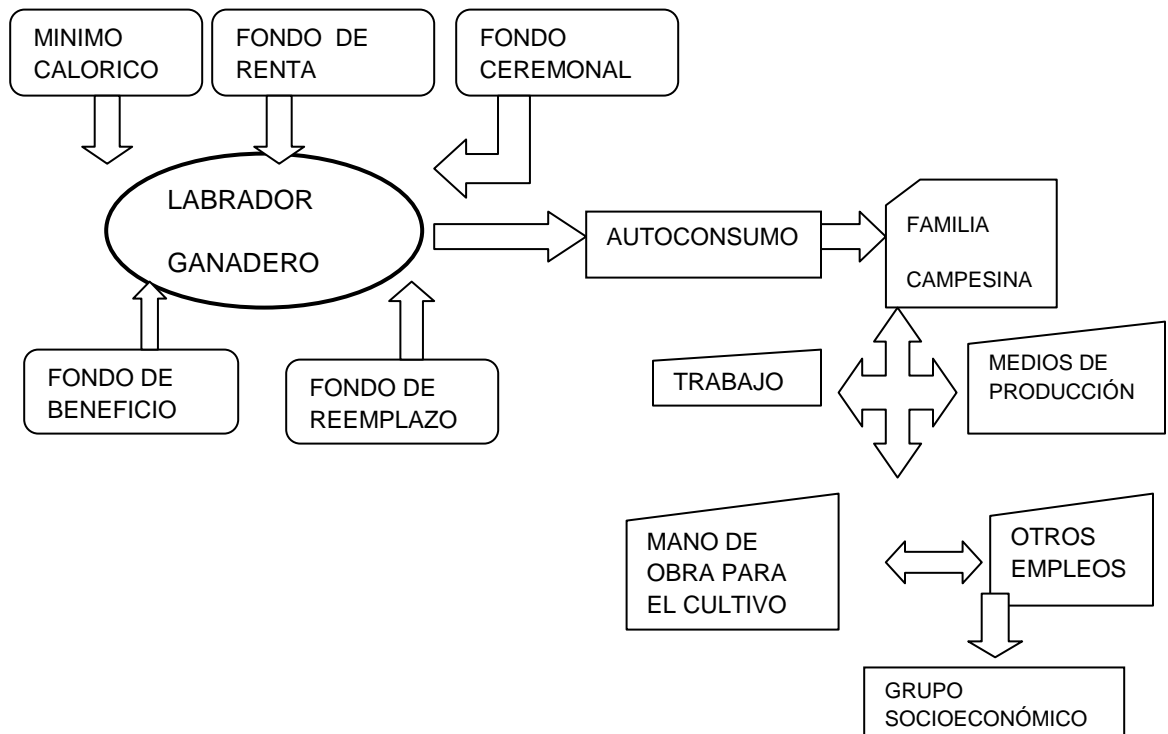 MINIMO
CALORICO
FONDO DE
RENTA
FONDO
CEREMONAL
LABRADOR
GANADERO
AUTOCONSUMO
FAMILIA
CAMPESINA
FONDO DE
BENEFICIO
FONDO DE
REEMPLAZO
TRABAJO
MEDIOS DE
PRODUCCIÓN
MANO DE
OBRA PARA
EL CULTIVO
OTROS
EMPLEOS
GRUPO
SOCIOECONÓMICO